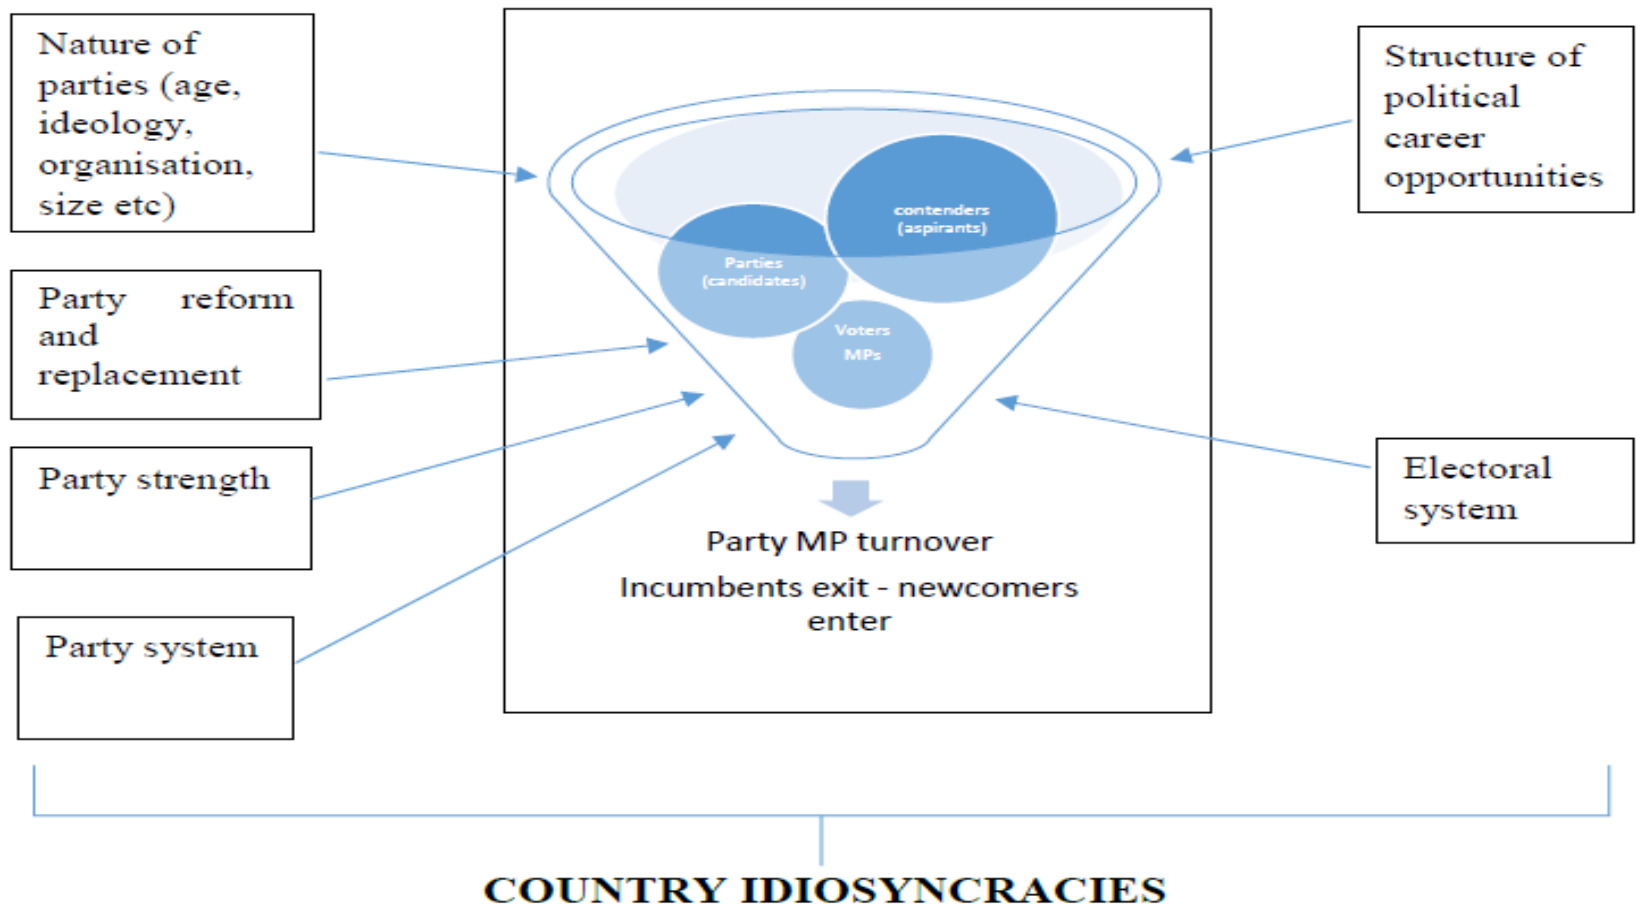 Nature of
parties (age,
ideology,
organisation,
size etc)
Party reform
and
replacement
Party strength
Party system
contenders
(aspirants)
Parties
(candidates)
Voters
MPs
Party MP turnover
Incumbents exit - newcomers
enter
Structure of
political
career
opportunities
Electoral
system
COUNTRY IDIOSYNCRACIES